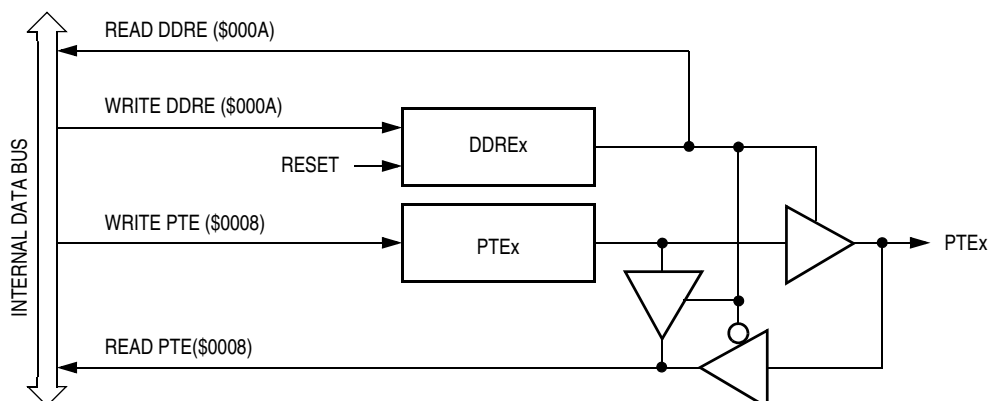 READ DDRE ($000A)
WRITE DDRE ($000A)
DDREx
RESET
WRITE PTE ($0008)
PTEx
PTEx
INTERNAL DATA BUS
READ PTE($0008)